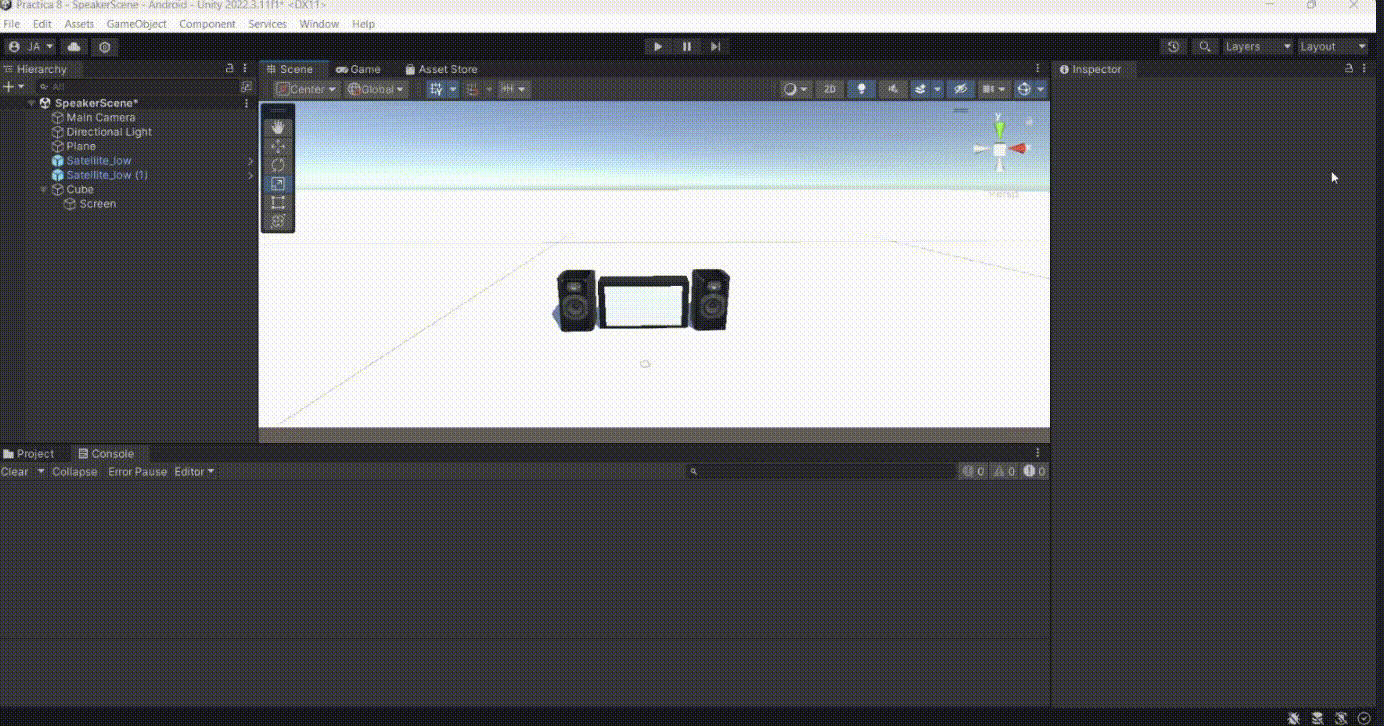 Practica 8 - SpeakerScene - Android - Unity 2022.3.11f1* <DX11>
File Edit Assets GameObject Component Services Window Help
JA Layers Layout
Hierarchy Scene Game Asset Store Inspector
All Center Global 2D
SpeakerScene*
Main Camera
Directional Light
Plane
Satellite_low
Satellite_low (1)
Cube
Screen
y
x
Persp
Project Console
Clear Collapse Error Pause Editor 0 0 0